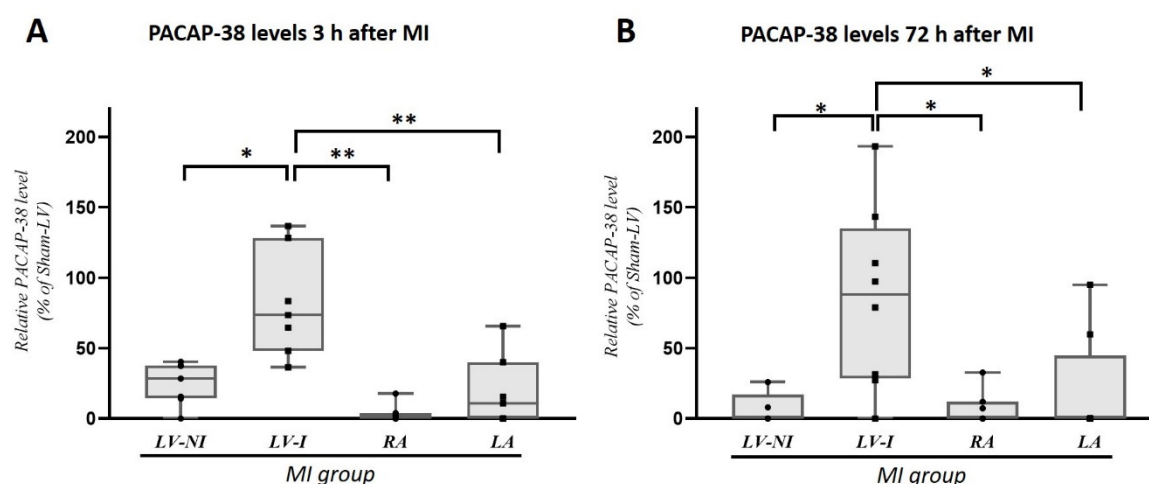 A
PACAP-38 levels 3 h after MI
Relative PACAP-38 level
(% of Sham-LV)
200
150
100
50
0
*
**
**
LV-NI
LV-I
RA
LA
MI group
B
PACAP-38 levels 72 h after MI
Relative PACAP-38 level
(% of Sham-LV)
200
150
100
50
0
*
*
*
LV-NI
LV-I
RA
LA
MI group